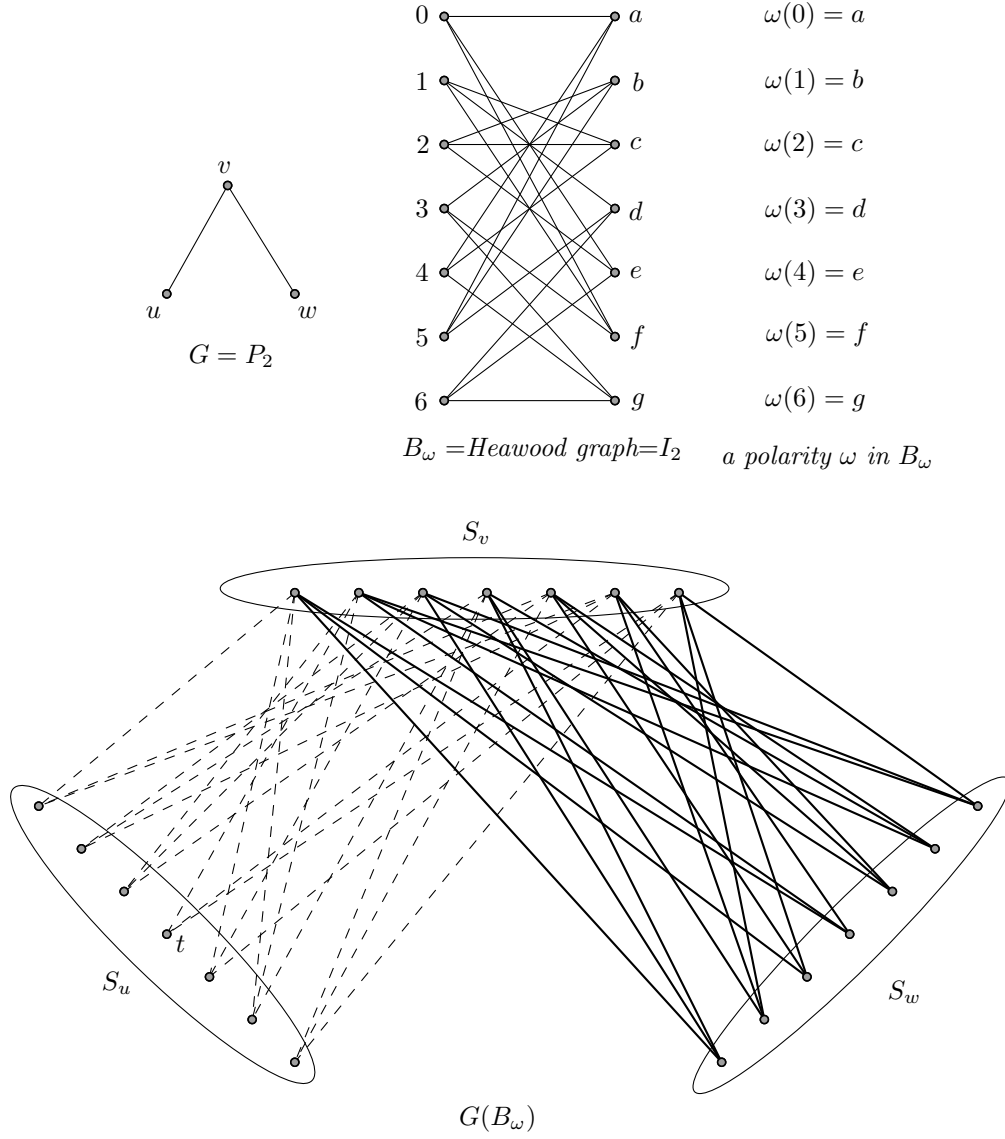 0 a ω(0) = a
1 b ω(1) = b
2 c ω(2) = c
v
3 d ω(3) = d
4 e ω(4) = e
u w
5 f ω(5) = f
G = P₂
6 g ω(6) = g
B_ω =Heawood graph=I₂ a polarity ω in B_ω
S_v
t
S_u S_w
G(B_ω)